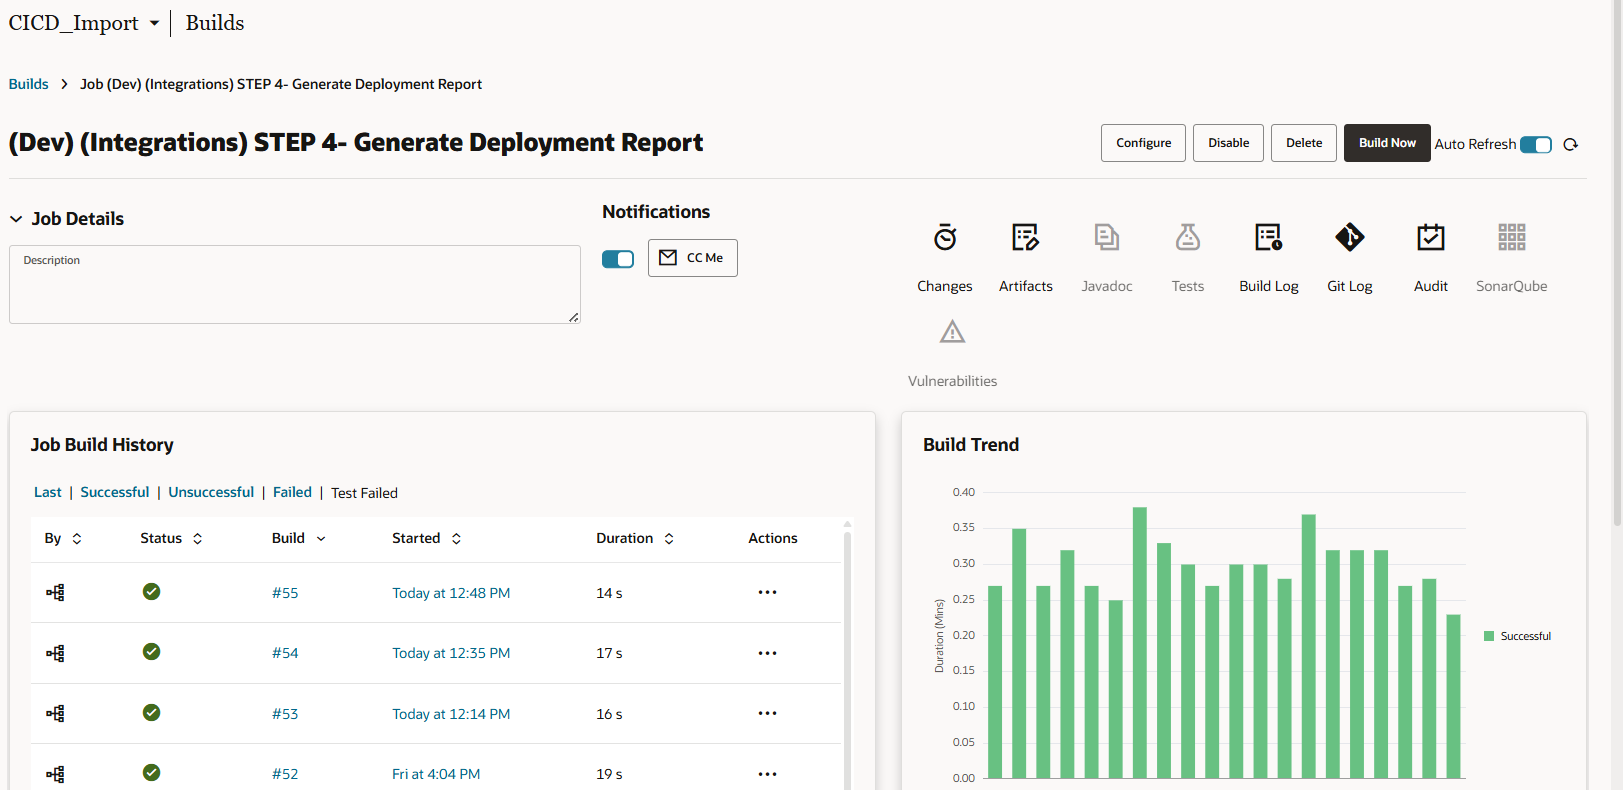 CICD_Import | Builds
Builds > Job (Dev) (Integrations) STEP 4- Generate Deployment Report
(Dev) (Integrations) STEP 4- Generate Deployment Report
Configure Disable Delete Build Now Auto Refresh
Job Details
Description
Notifications
CC Me
Changes Artifacts Javadoc Tests Build Log Git Log Audit SonarQube
Vulnerabilities
Job Build History
Last | Successful | Unsuccessful | Failed | Test Failed
By Status Build Started Duration Actions
#55 Today at 12:48 PM 14 s
#54 Today at 12:35 PM 17 s
#53 Today at 12:14 PM 16 s
#52 Fri at 4:04 PM 19 s
Build Trend
0.40
0.35
0.30
0.25
0.20
0.15
0.10
0.05
0.00
Duration (Mins)
Successful